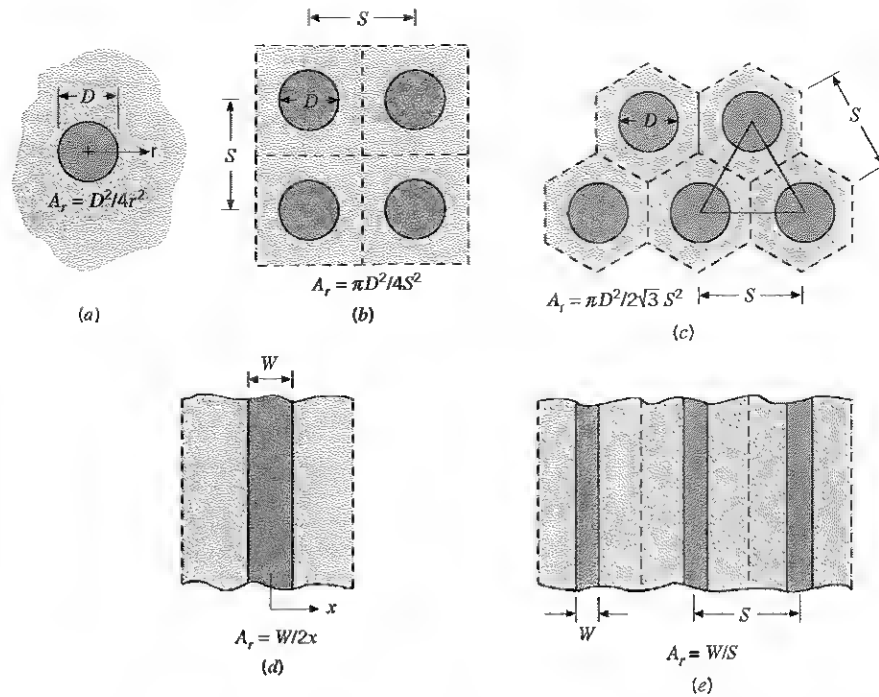 S
D
r
A_r = D²/4r²
(a)
D
S
A_r = πD²/4S²
(b)
D
S
S
A_r = πD²/2√3 S²
(c)
W
x
A_r = W/2x
(d)
W
S
A_r = W/S
(e)